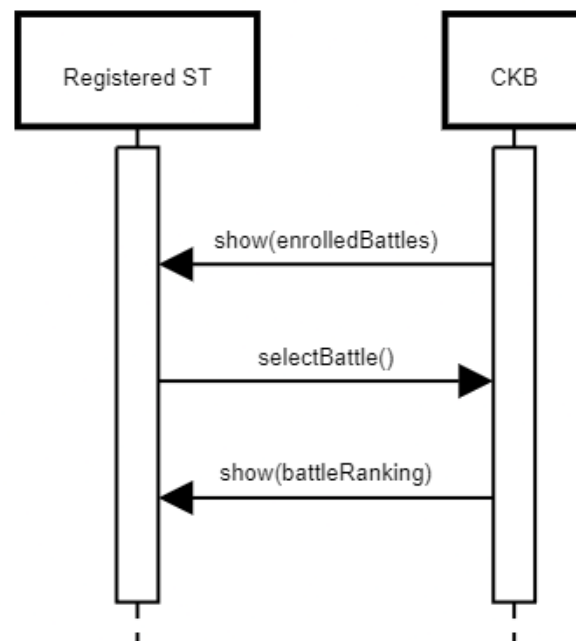 Registered ST
CKB
show(enrolledBattles)
selectBattle()
show(battleRanking)